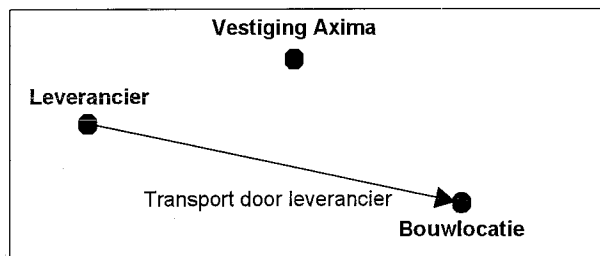 Vestiging Axima
Leverancier
Transport door leverancier
Bouwlocatie